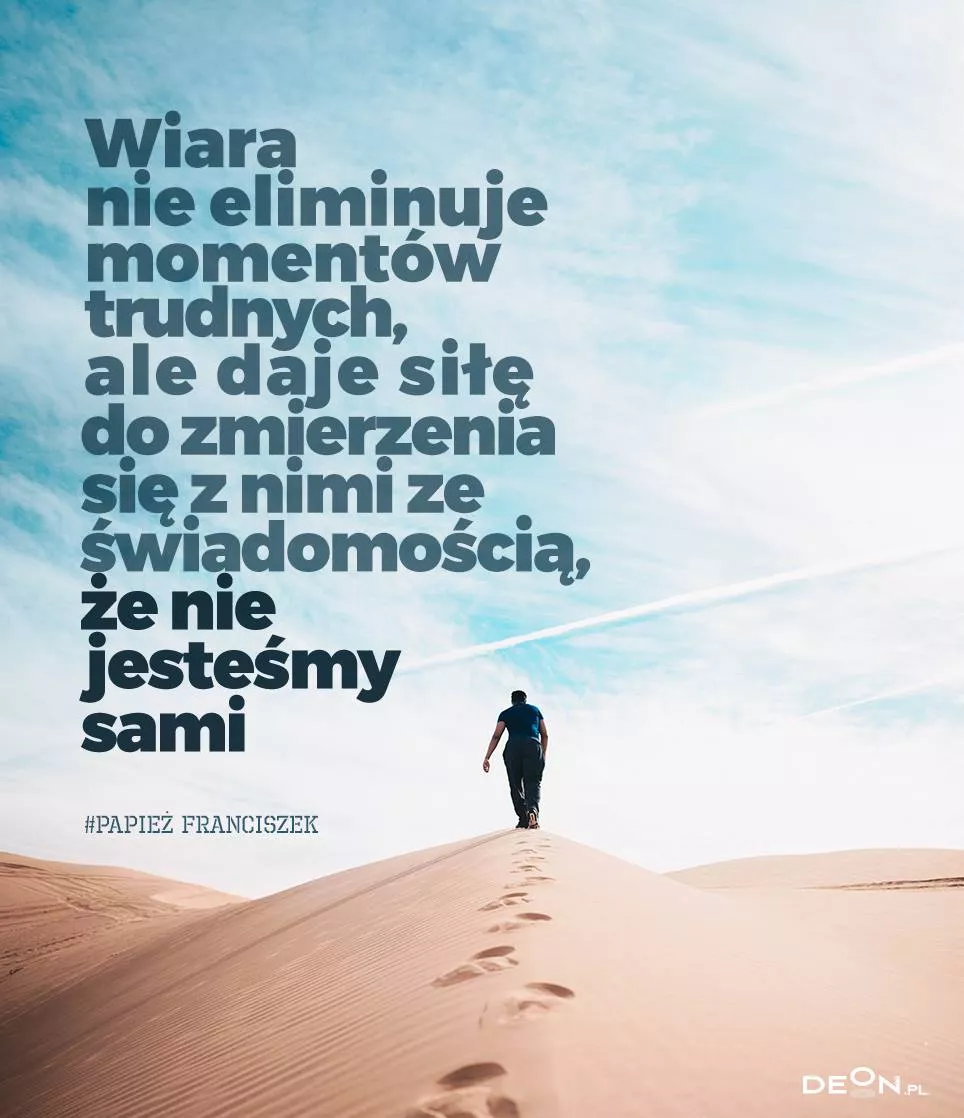 Wiara
nie eliminuje
momentów
trudnych,
ale daje siłę
do zmierzenia
się z nimi ze
świadomością,
że nie
jesteśmy
sami
#PAPIEŻ FRANCISZEK
DEON.PL